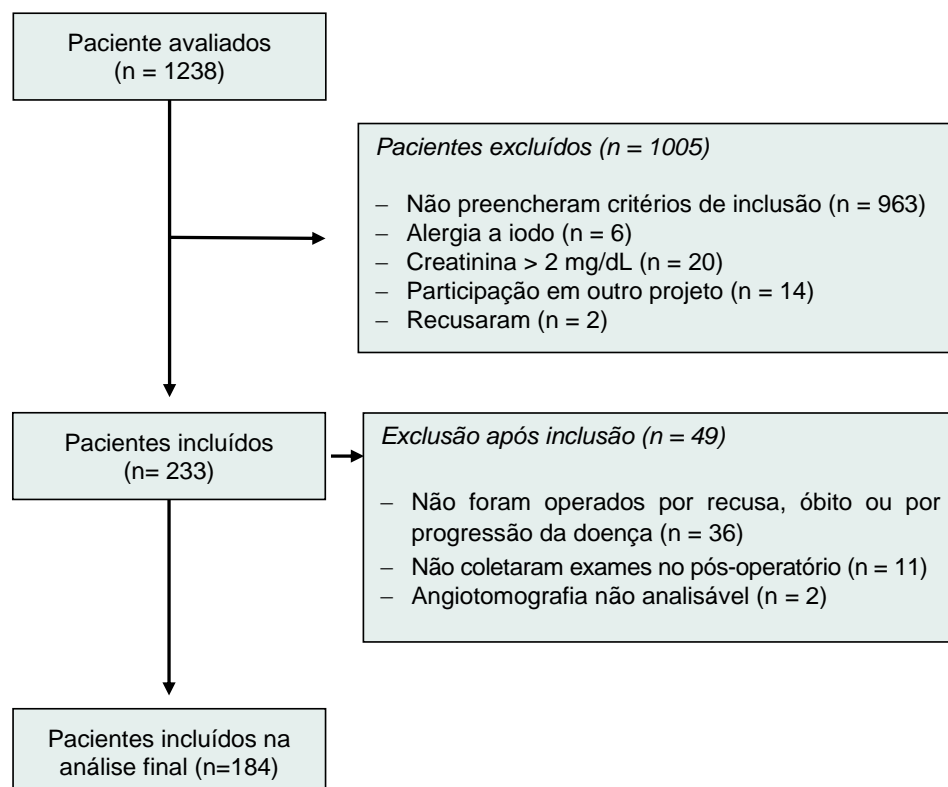 Paciente avaliados
(n = 1238)
Pacientes excluídos (n = 1005)
– Não preencheram critérios de inclusão (n = 963)
– Alergia a iodo (n = 6)
– Creatinina > 2 mg/dL (n = 20)
– Participação em outro projeto (n = 14)
– Recusaram (n = 2)
Pacientes incluídos
(n= 233)
Exclusão após inclusão (n = 49)
– Não foram operados por recusa, óbito ou por
progressão da doença (n = 36)
– Não coletaram exames no pós-operatório (n = 11)
– Angiotomografia não analisável (n = 2)
Pacientes incluídos na
análise final (n=184)